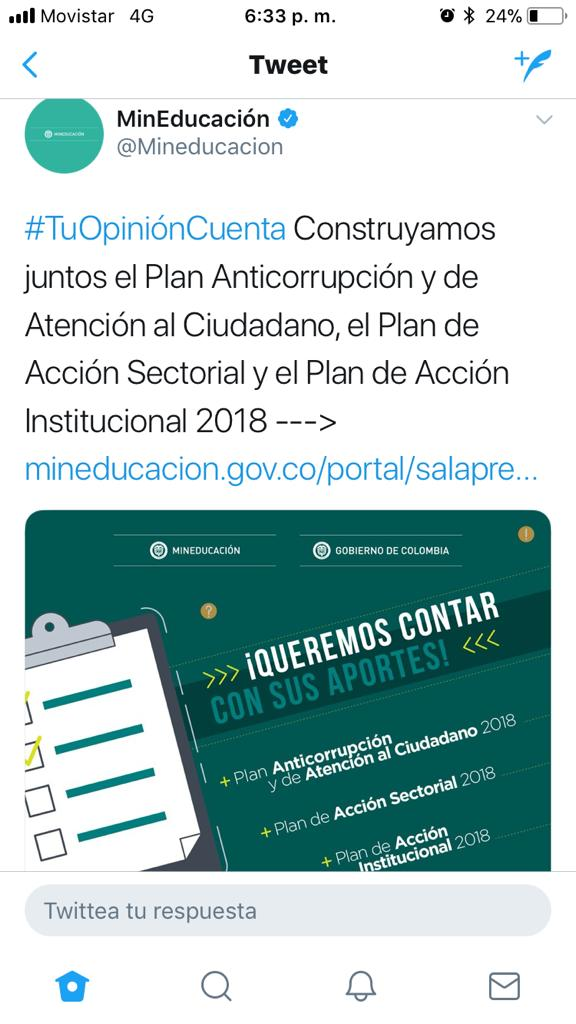 Movistar 4G 6:33 p. m. 24%
Tweet
MINEDUCACIÓN
MinEducación
@Mineducacion
#TuOpiniónCuenta Construyamos
juntos el Plan Anticorrupción y de
Atención al Ciudadano, el Plan de
Acción Sectorial y el Plan de Acción
Institucional 2018 --->
mineducacion.gov.co/portal/salapre...
MINEDUCACIÓN
GOBIERNO DE COLOMBIA
!
?
>>> ¡QUEREMOS CONTAR
CON SUS APORTES! <<<
+ Plan Anticorrupción
y de Atención al Ciudadano 2018
+ Plan de Acción Sectorial 2018
+ Plan de Acción
Institucional 2018
Twittea tu respuesta